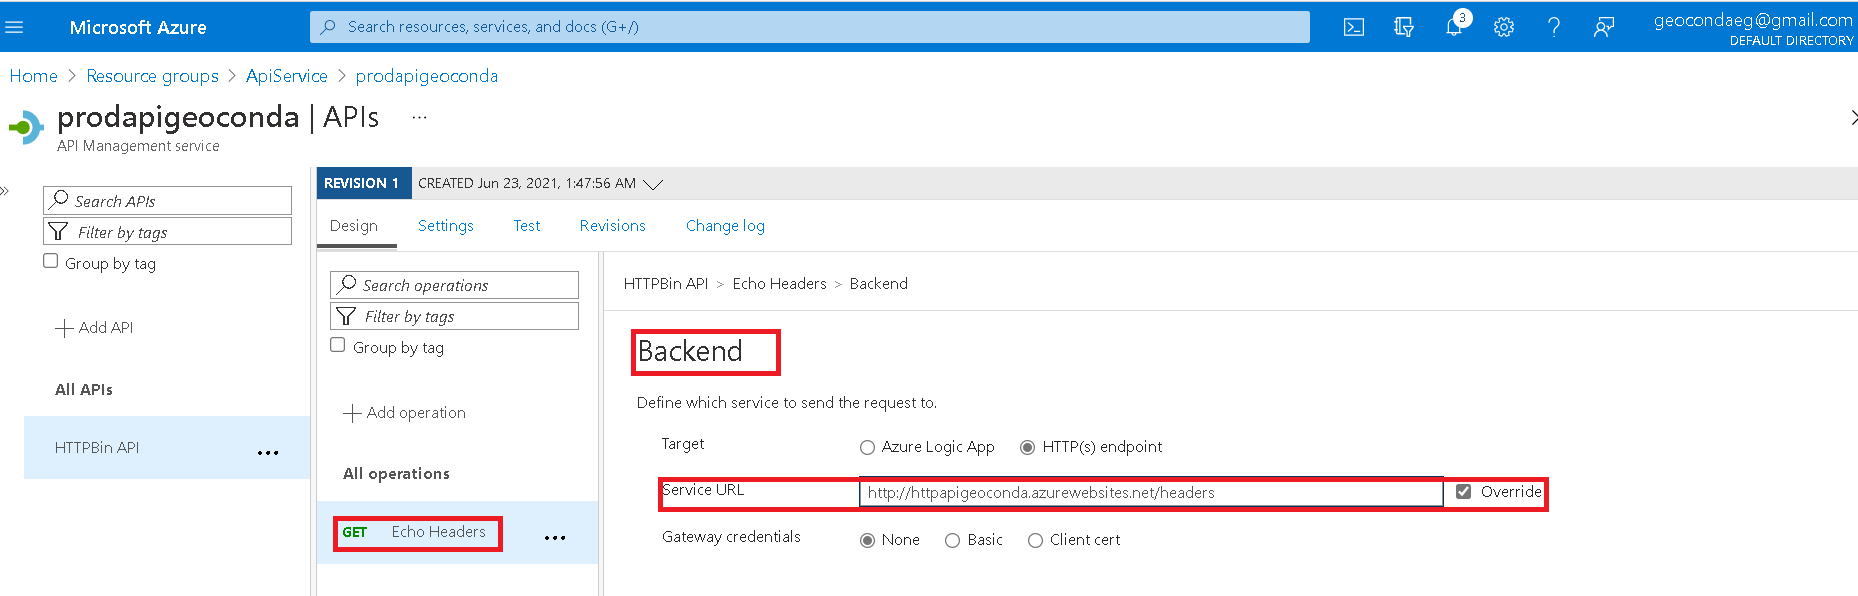 Microsoft Azure
Search resources, services, and docs (G+/)
3
geocondaeg@gmail.com
DEFAULT DIRECTORY
Home > Resource groups > ApiService > prodapigeoconda
prodapigeoconda | APIs ...
API Management service
Search APIs
Filter by tags
Group by tag
Add API
All APIs
HTTPBin API
REVISION 1 CREATED Jun 23, 2021, 1:47:56 AM
Design Settings Test Revisions Change log
Search operations
Filter by tags
Group by tag
Add operation
All operations
GET Echo Headers
HTTPBin API > Echo Headers > Backend
Backend
Define which service to send the request to.
Target Azure Logic App HTTP(s) endpoint
Service URL http://httpapigeoconda.azurewebsites.net/headers Override
Gateway credentials None Basic Client cert